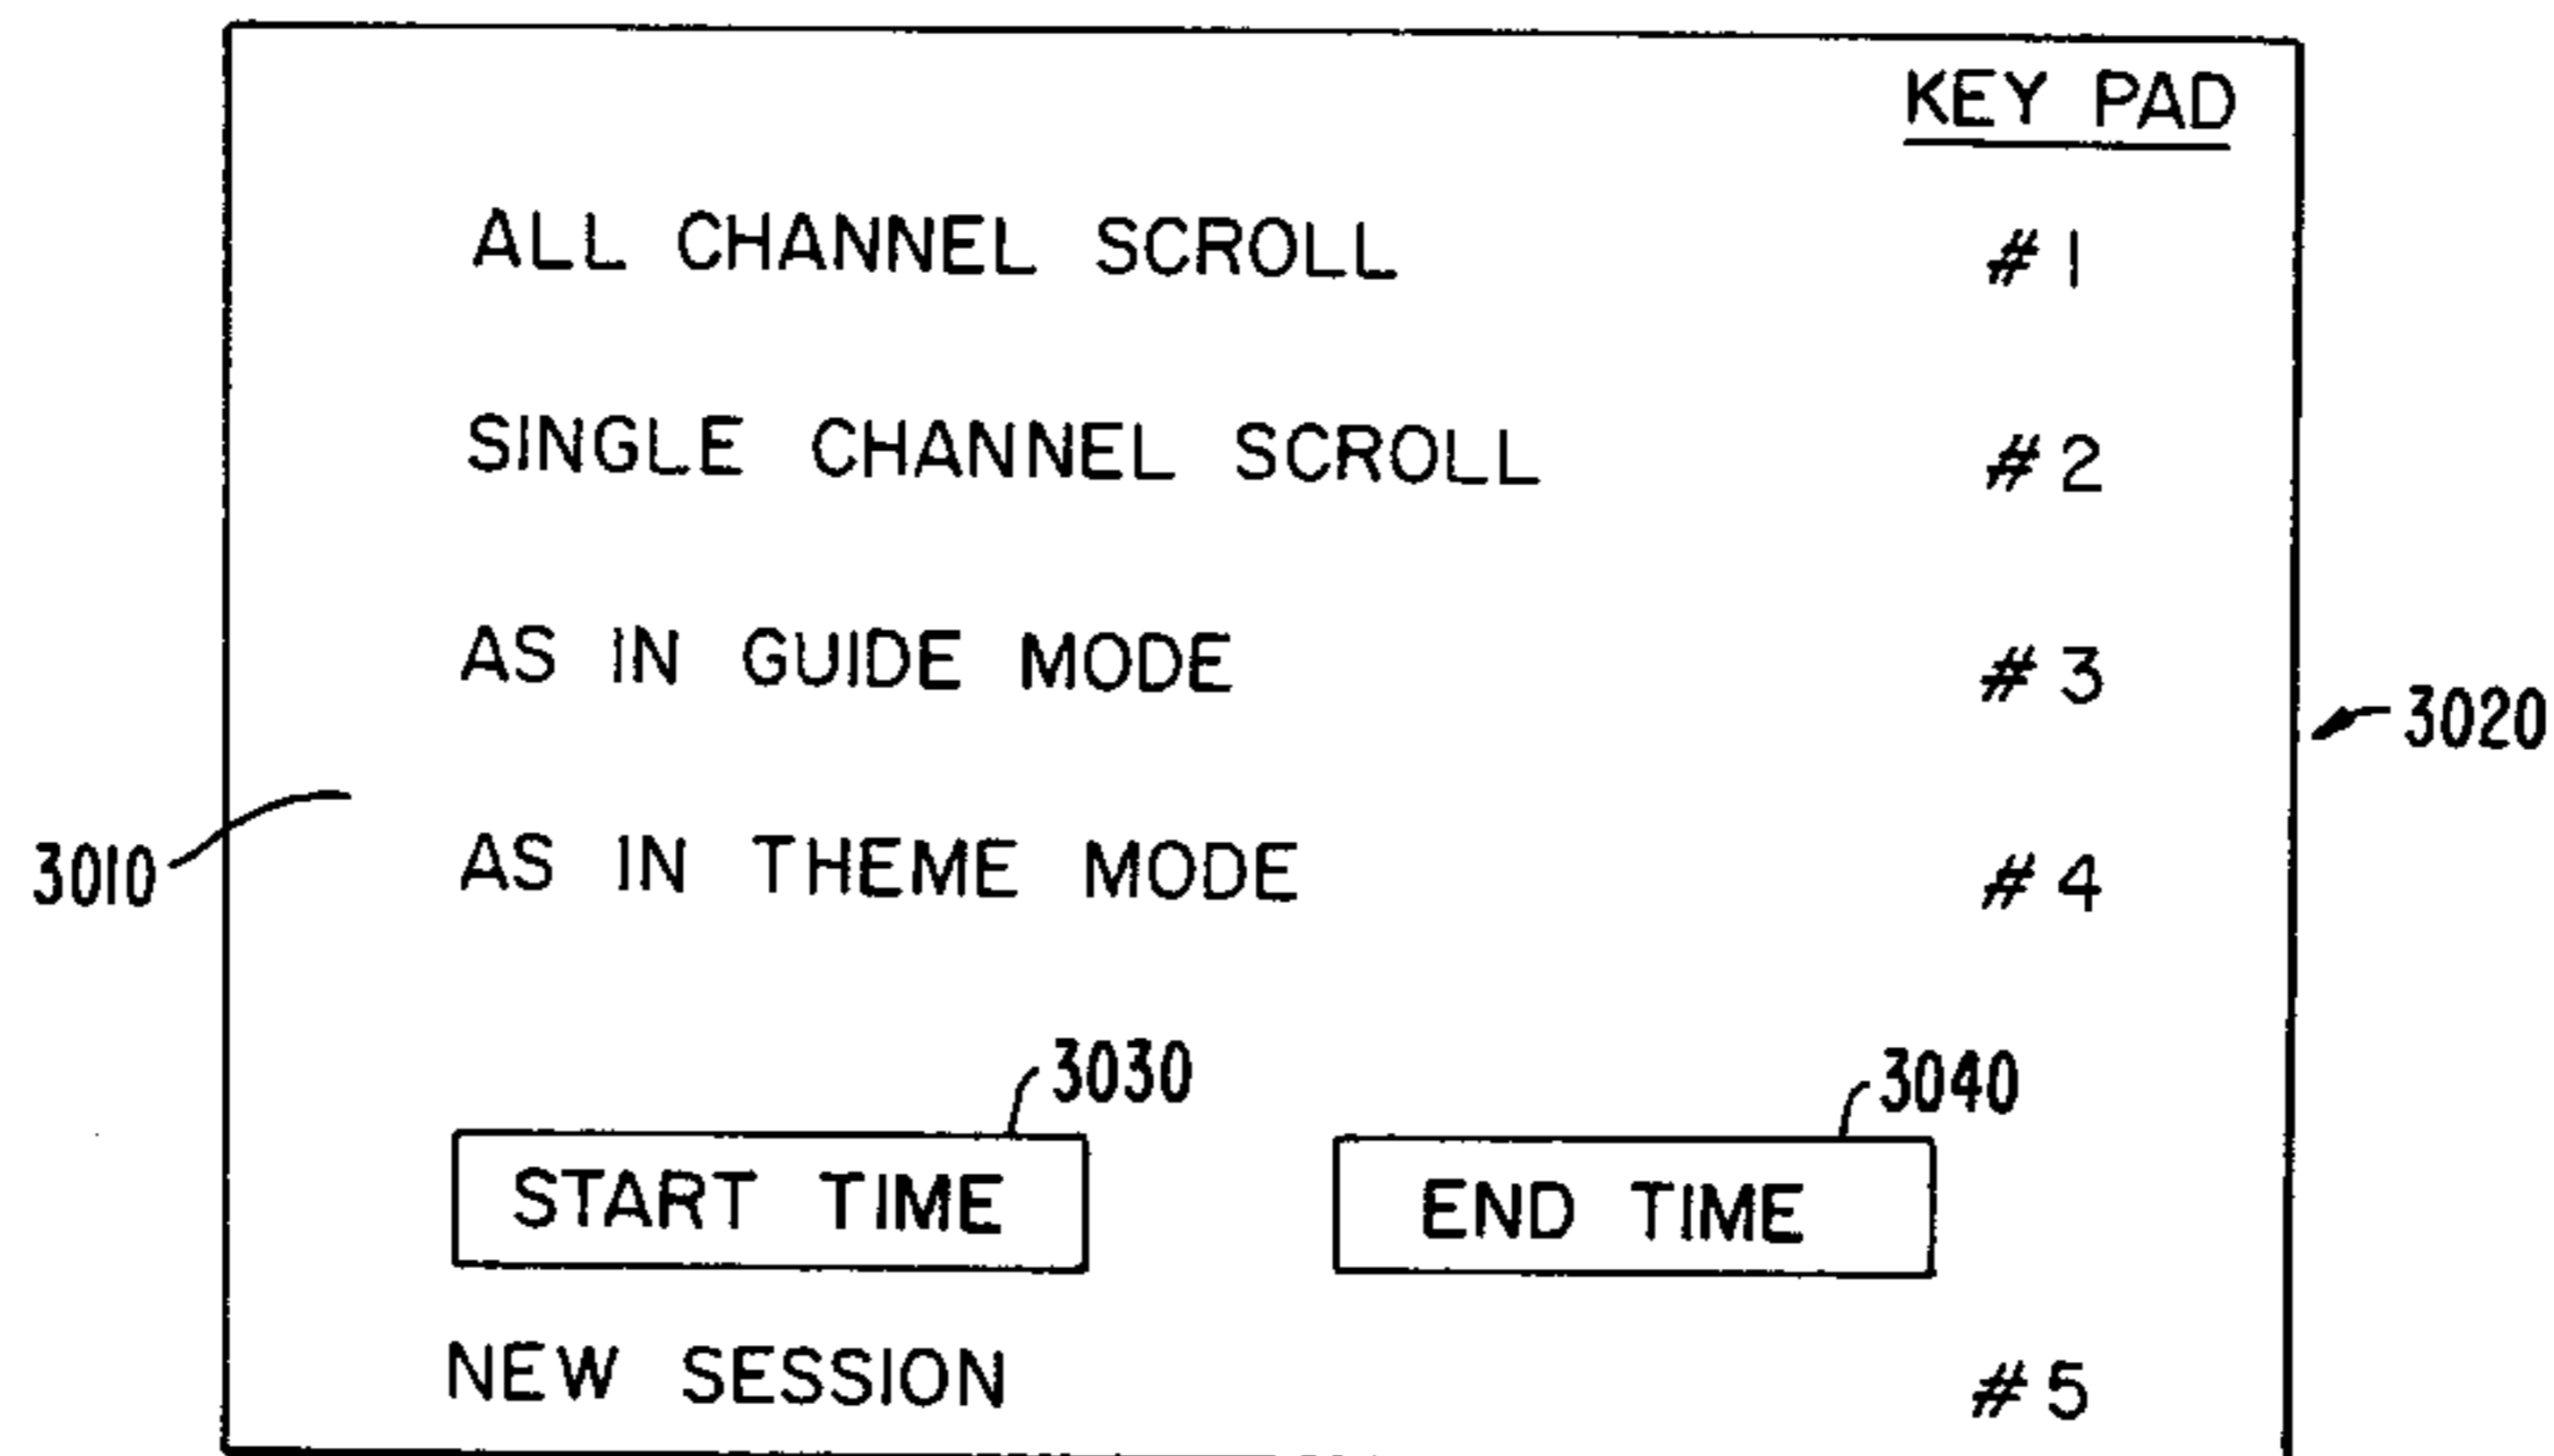 KEY PAD
ALL CHANNEL SCROLL #1
SINGLE CHANNEL SCROLL #2
AS IN GUIDE MODE #3
3020
AS IN THEME MODE #4
3010
3030 3040
START TIME END TIME
NEW SESSION #5